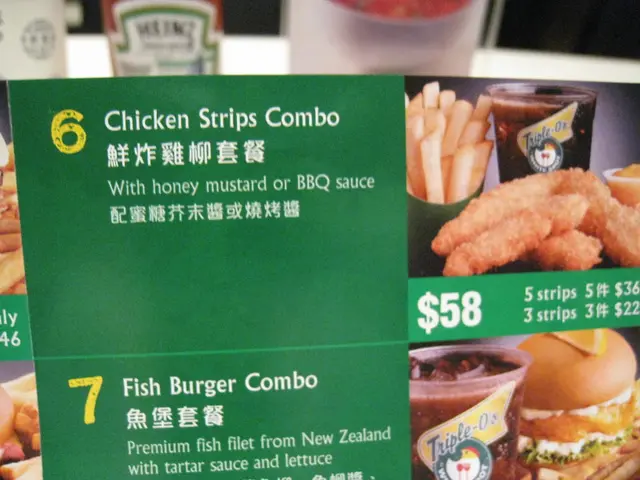 HEINZ
6
Chicken Strips Combo
鮮炸雞柳套餐
With honey mustard or BBQ sauce
配蜜糖芥末醬或燒烤醬
Triple-O's
$58
5 strips 5件 $36
3 strips 3件 $22
46
7
Fish Burger Combo
魚堡套餐
Premium fish filet from New Zealand
with tartar sauce and lettuce
Triple-O's